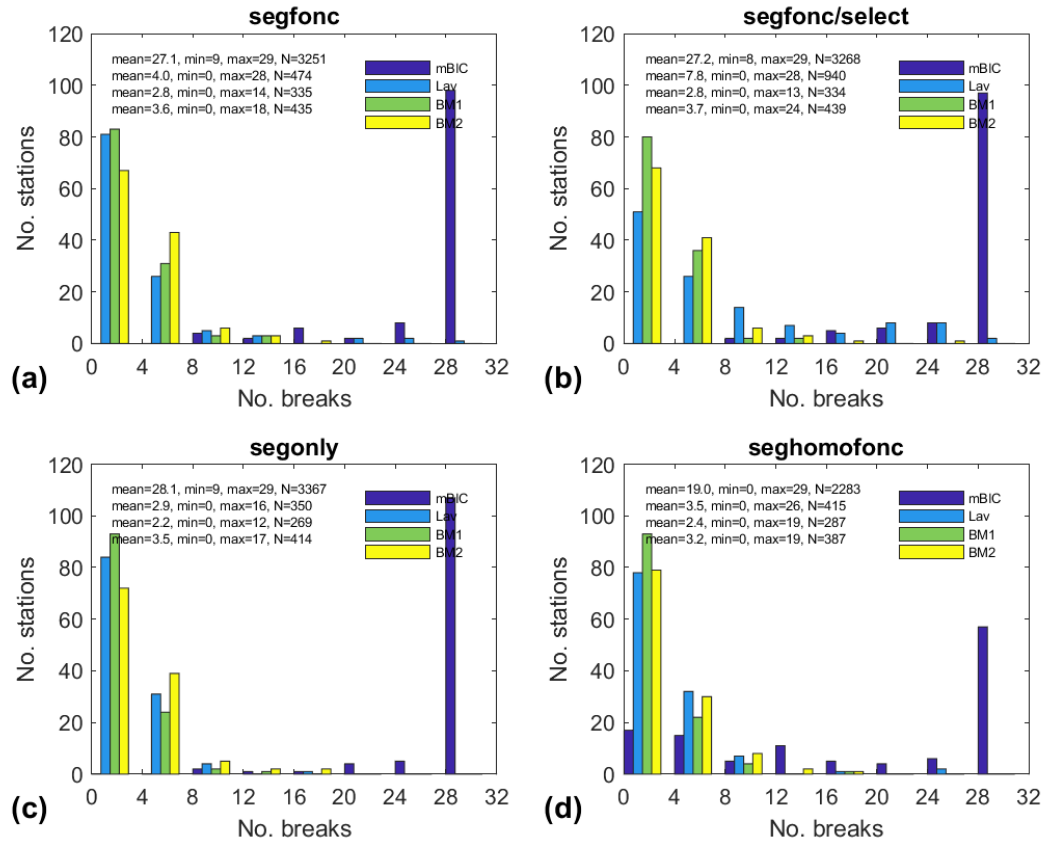 segfonc
mean=27.1, min=9, max=29, N=3251
mean=4.0, min=0, max=28, N=474
mean=2.8, min=0, max=14, N=335
mean=3.6, min=0, max=18, N=435
mBIC
Lav
BM1
BM2
120
100
80
60
40
20
0
No. stations
0 4 8 12 16 20 24 28 32
No. breaks
(a)
segfonc/select
mean=27.2, min=8, max=29, N=3268
mean=7.8, min=0, max=28, N=940
mean=2.8, min=0, max=13, N=334
mean=3.7, min=0, max=24, N=439
mBIC
Lav
BM1
BM2
120
100
80
60
40
20
0
No. stations
0 4 8 12 16 20 24 28 32
No. breaks
(b)
segonly
mean=28.1, min=9, max=29, N=3367
mean=2.9, min=0, max=16, N=350
mean=2.2, min=0, max=12, N=269
mean=3.5, min=0, max=17, N=414
mBIC
Lav
BM1
BM2
120
100
80
60
40
20
0
No. stations
0 4 8 12 16 20 24 28 32
No. breaks
(c)
seghomofonc
mean=19.0, min=0, max=29, N=2283
mean=3.5, min=0, max=26, N=415
mean=2.4, min=0, max=19, N=287
mean=3.2, min=0, max=19, N=387
mBIC
Lav
BM1
BM2
120
100
80
60
40
20
0
No. stations
0 4 8 12 16 20 24 28 32
No. breaks
(d)